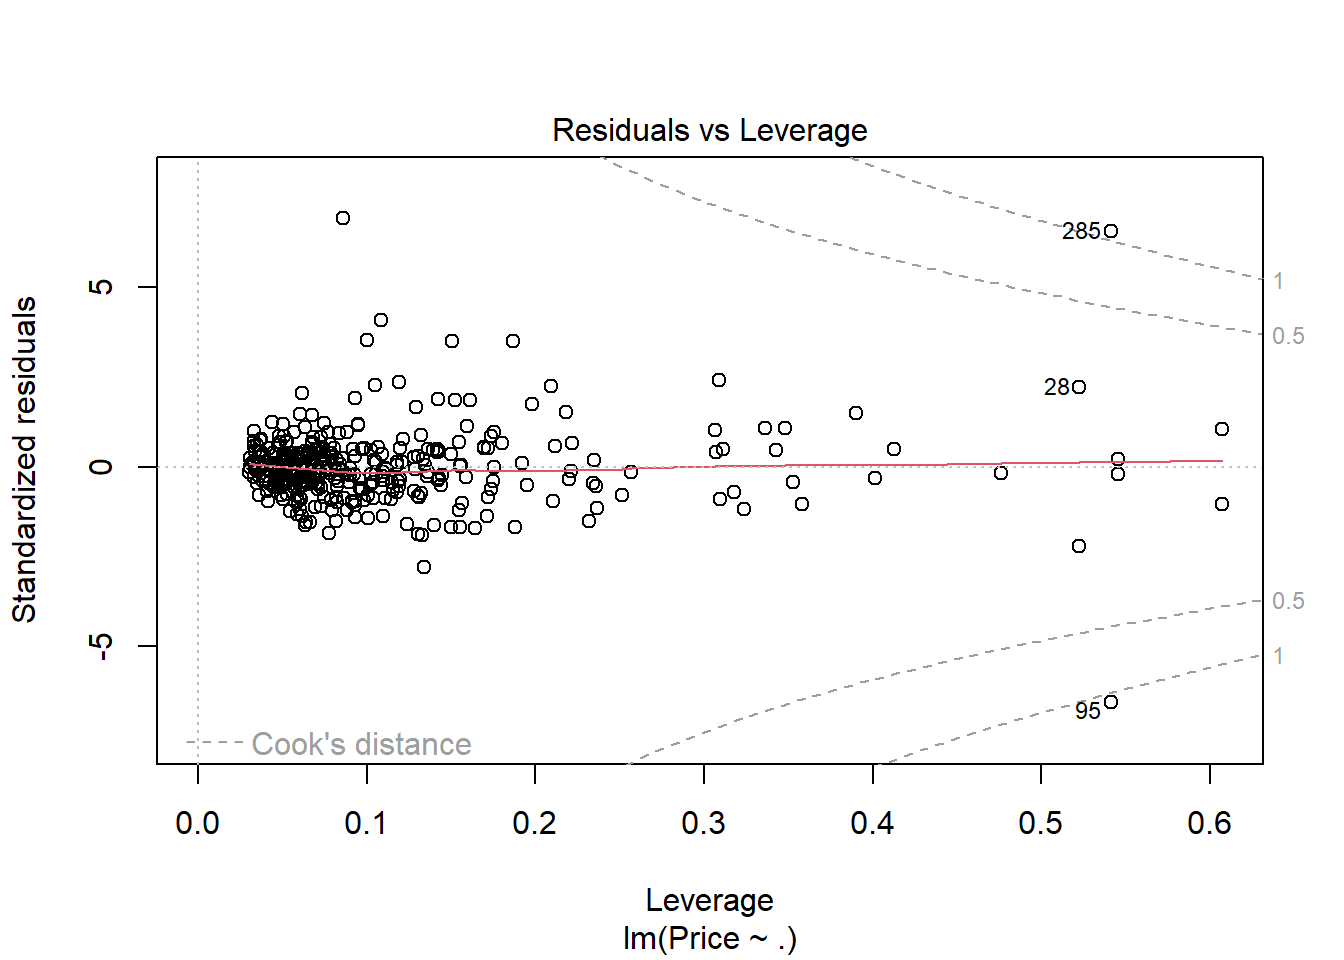 Residuals vs Leverage
Standardized residuals
5
0
-5
285
28
95
1
0.5
0.5
1
Cook's distance
0.0 0.1 0.2 0.3 0.4 0.5 0.6
Leverage
lm(Price ~ .)